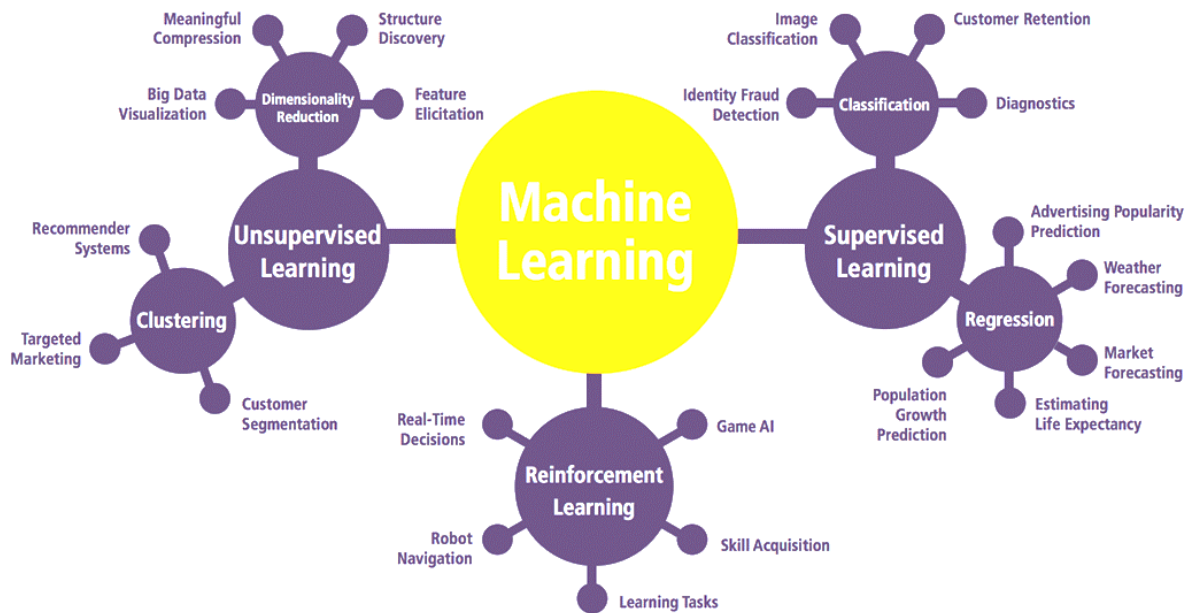 Machine
Learning
Unsupervised
Learning
Dimensionality
Reduction
Meaningful
Compression
Structure
Discovery
Big Data
Visualization
Feature
Elicitation
Clustering
Recommender
Systems
Targeted
Marketing
Customer
Segmentation
Supervised
Learning
Classification
Image
Classification
Customer Retention
Identity Fraud
Detection
Diagnostics
Regression
Advertising Popularity
Prediction
Weather
Forecasting
Market
Forecasting
Population
Growth
Prediction
Estimating
Life Expectancy
Reinforcement
Learning
Real-Time
Decisions
Game AI
Robot
Navigation
Skill Acquisition
Learning Tasks